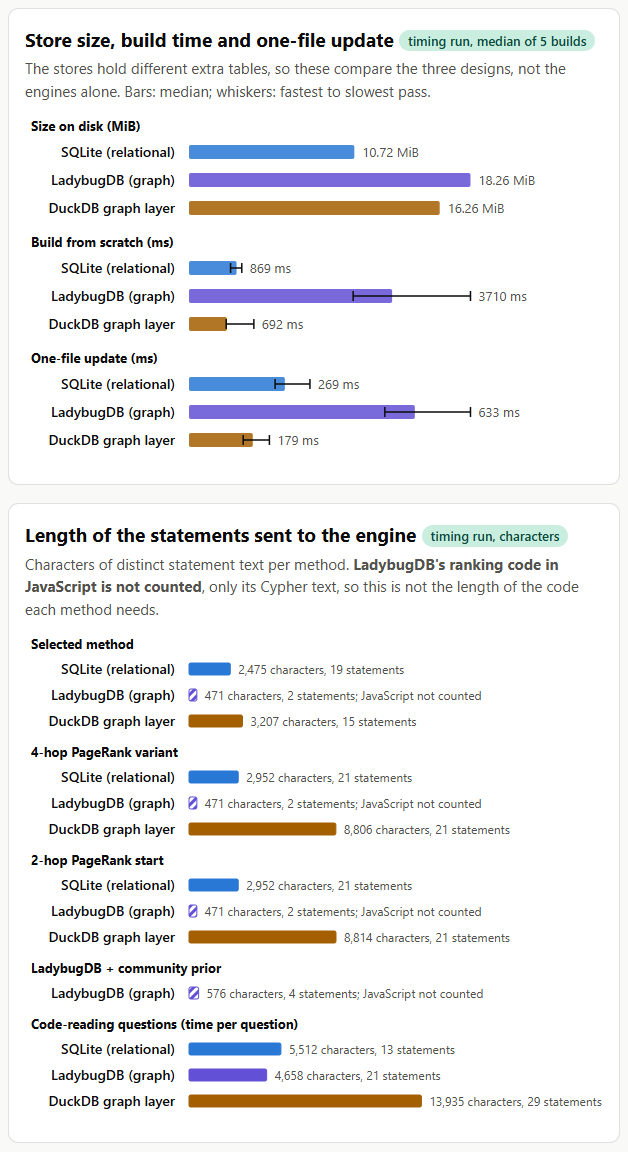 Store size, build time and one-file update timing run, median of 5 builds
The stores hold different extra tables, so these compare the three designs, not the
engines alone. Bars: median; whiskers: fastest to slowest pass.
Size on disk (MiB)
SQLite (relational) 10.72 MiB
LadybugDB (graph) 18.26 MiB
DuckDB graph layer 16.26 MiB
Build from scratch (ms)
SQLite (relational) 869 ms
LadybugDB (graph) 3710 ms
DuckDB graph layer 692 ms
One-file update (ms)
SQLite (relational) 269 ms
LadybugDB (graph) 633 ms
DuckDB graph layer 179 ms
Length of the statements sent to the engine timing run, characters
Characters of distinct statement text per method. LadybugDB's ranking code in
JavaScript is not counted, only its Cypher text, so this is not the length of the code
each method needs.
Selected method
SQLite (relational) 2,475 characters, 19 statements
LadybugDB (graph) 471 characters, 2 statements; JavaScript not counted
DuckDB graph layer 3,207 characters, 15 statements
4-hop PageRank variant
SQLite (relational) 2,952 characters, 21 statements
LadybugDB (graph) 471 characters, 2 statements; JavaScript not counted
DuckDB graph layer 8,806 characters, 21 statements
2-hop PageRank start
SQLite (relational) 2,952 characters, 21 statements
LadybugDB (graph) 471 characters, 2 statements; JavaScript not counted
DuckDB graph layer 8,814 characters, 21 statements
LadybugDB + community prior
LadybugDB (graph) 576 characters, 4 statements; JavaScript not counted
Code-reading questions (time per question)
SQLite (relational) 5,512 characters, 13 statements
LadybugDB (graph) 4,658 characters, 21 statements
DuckDB graph layer 13,935 characters, 29 statements